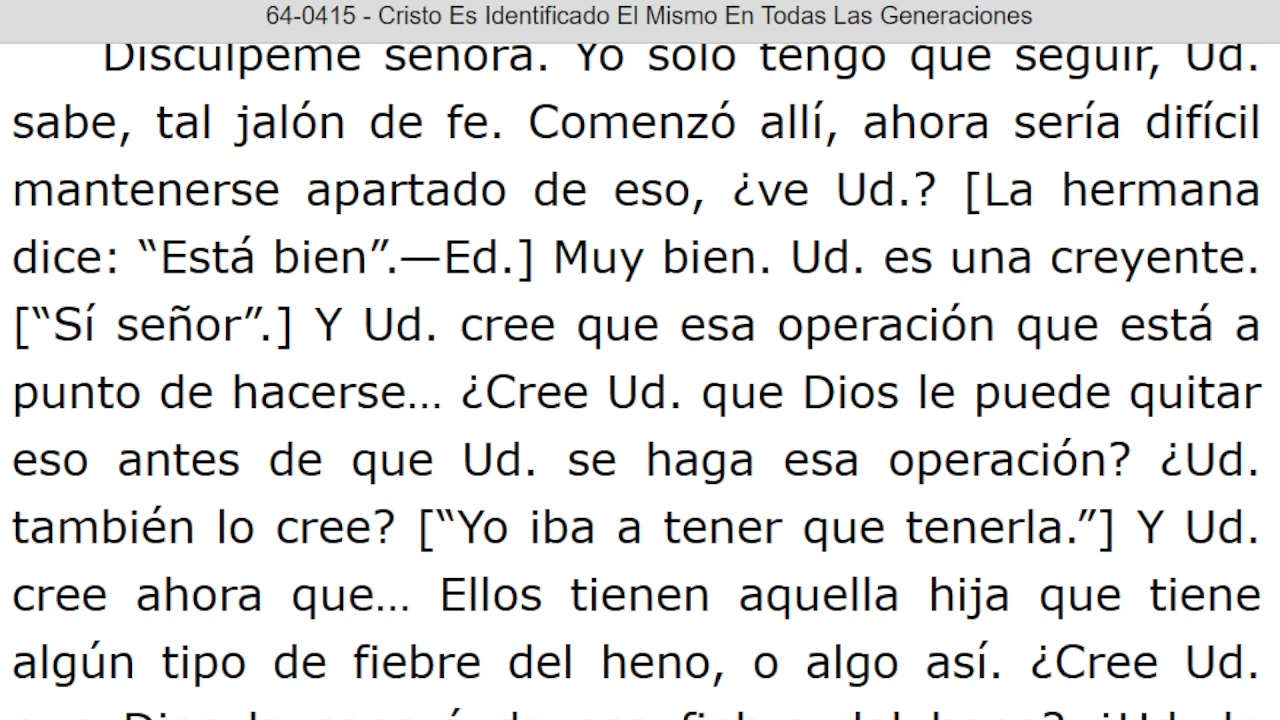 64-0415 - Cristo Es Identificado El Mismo En Todas Las Generaciones
Discúlpeme señora. Yo sólo tengo que seguir, Ud.
sabe, tal jalón de fe. Comenzó allí, ahora sería difícil
mantenerse apartado de eso, ¿ve Ud.? [La hermana
dice: “Está bien”.—Ed.] Muy bien. Ud. es una creyente.
[“Sí señor”.] Y Ud. cree que esa operación que está a
punto de hacerse... ¿Cree Ud. que Dios le puede quitar
eso antes de que Ud. se haga esa operación? ¿Ud.
también lo cree? [“Yo iba a tener que tenerla.”] Y Ud.
cree ahora que... Ellos tienen aquella hija que tiene
algún tipo de fiebre del heno, o algo así. ¿Cree Ud.